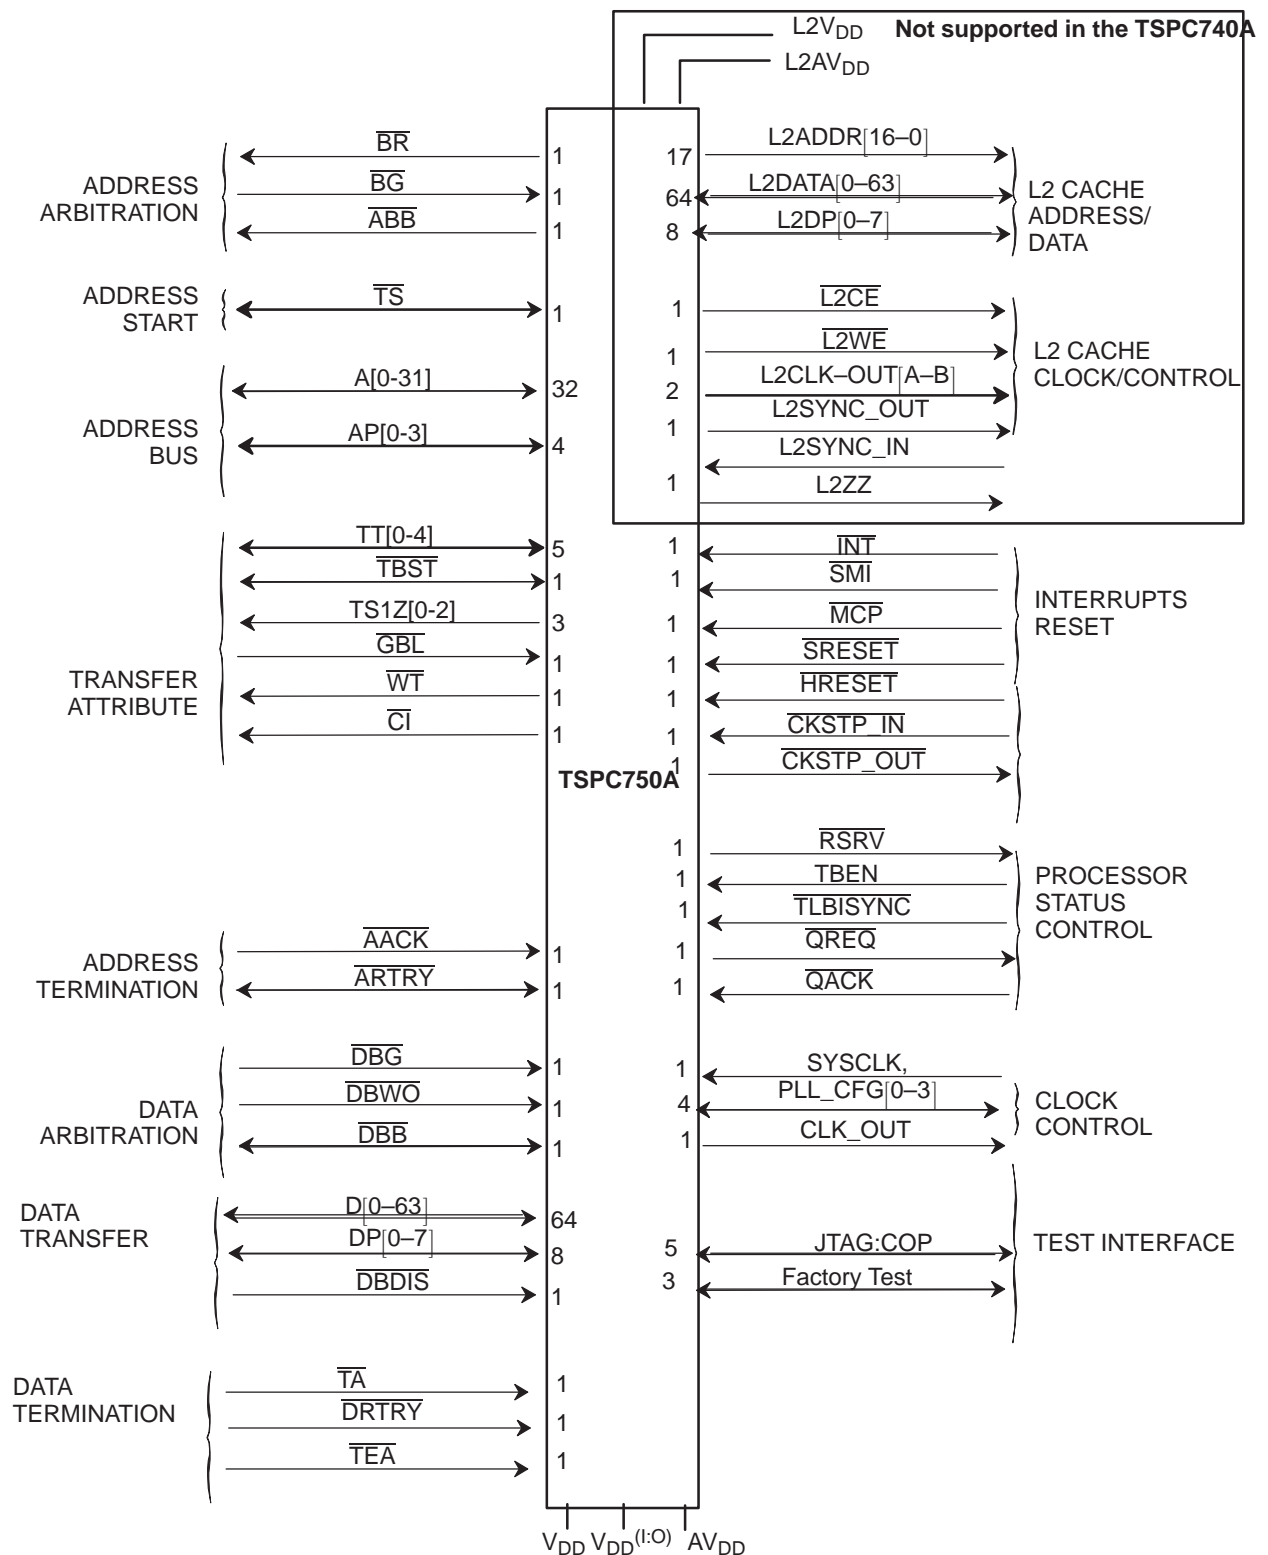 L2VDD
Not supported in the TSPC740A
L2AVDD
ADDRESS
ARBITRATION
BR
1
BG
1
ABB
1
ADDRESS
START
TS
1
ADDRESS
BUS
A[0-31]
32
AP[0-3]
4
TRANSFER
ATTRIBUTE
TT[0-4]
5
TBST
1
TS1Z[0-2]
3
GBL
1
WT
1
CI
1
TSPC750A
ADDRESS
TERMINATION
AACK
1
ARTRY
1
DATA
ARBITRATION
DBG
1
DBWO
1
DBB
1
DATA
TRANSFER
D[0–63]
64
DP[0–7]
8
DBDIS
1
DATA
TERMINATION
TA
1
DRTRY
1
TEA
1
17
L2ADDR[16–0]
64
L2DATA[0–63]
8
L2DP[0–7]
L2 CACHE
ADDRESS/
DATA
1
L2CE
1
L2WE
2
L2CLK–OUT[A–B]
1
L2SYNC_OUT
L2SYNC_IN
1
L2ZZ
L2 CACHE
CLOCK/CONTROL
1
INT
1
SMI
1
MCP
1
SRESET
1
HRESET
1
CKSTP_IN
1
CKSTP_OUT
INTERRUPTS
RESET
1
RSRV
1
TBEN
1
TLBISYNC
1
QREQ
1
QACK
PROCESSOR
STATUS
CONTROL
1
SYSCLK,
4
PLL_CFG[0–3]
1
CLK_OUT
CLOCK
CONTROL
5
JTAG:COP
3
Factory Test
TEST INTERFACE
VDD VDD(I:O) AVDD